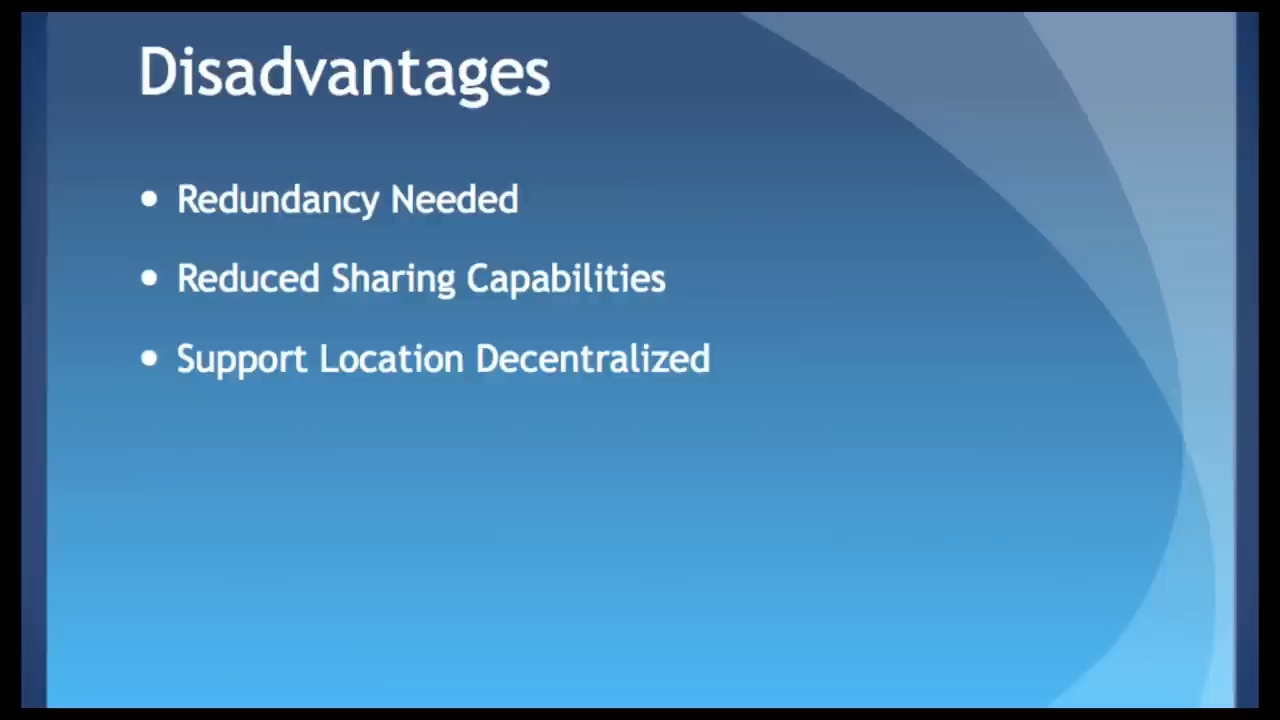 Disadvantages
• Redundancy Needed
• Reduced Sharing Capabilities
• Support Location Decentralized